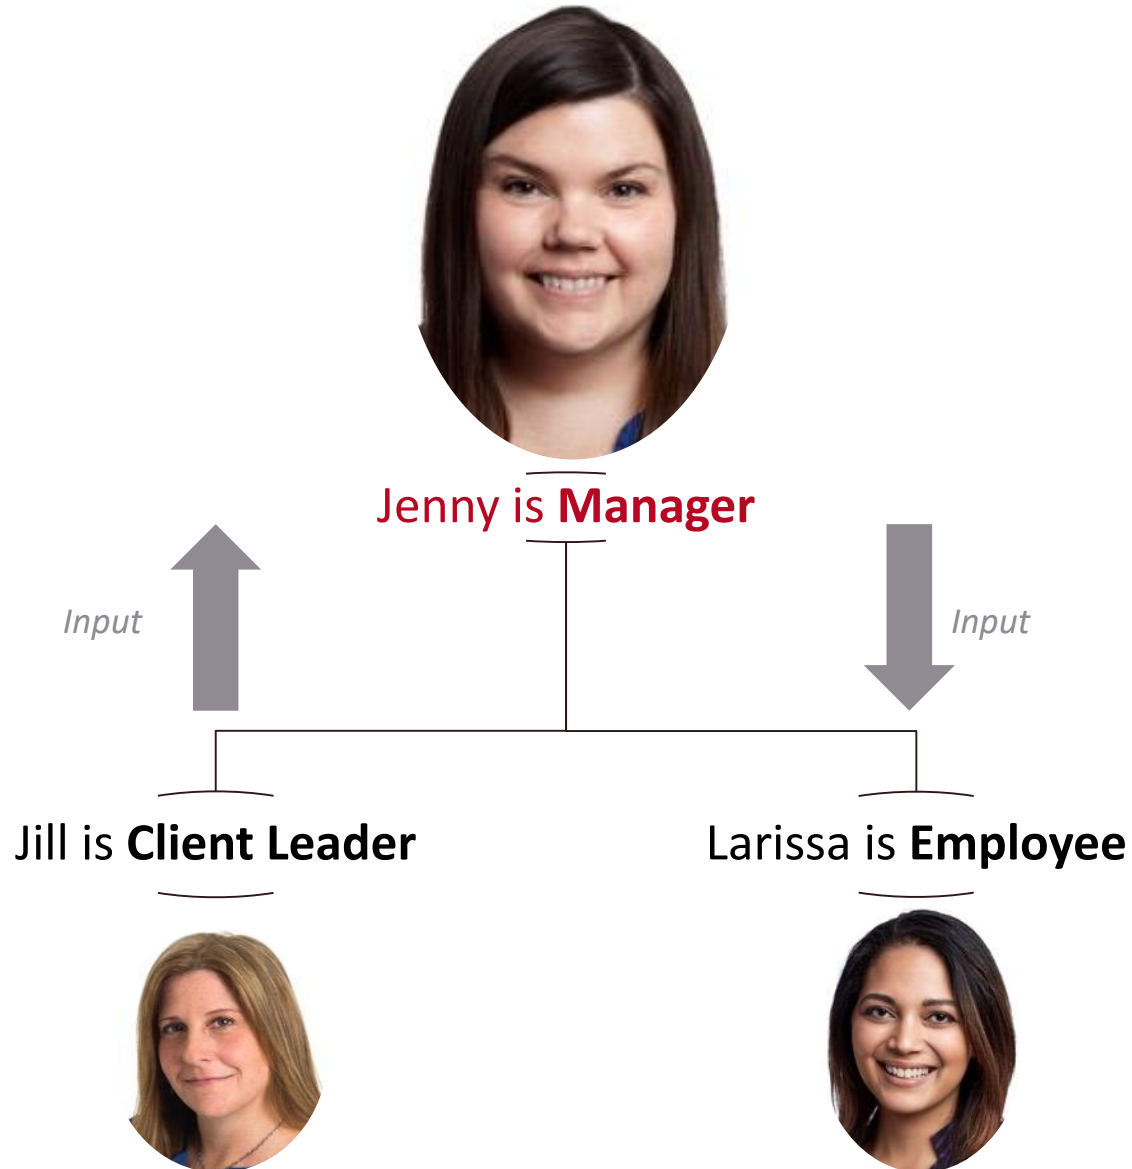 Jenny is Manager
Input
Input
Jill is Client Leader
Larissa is Employee